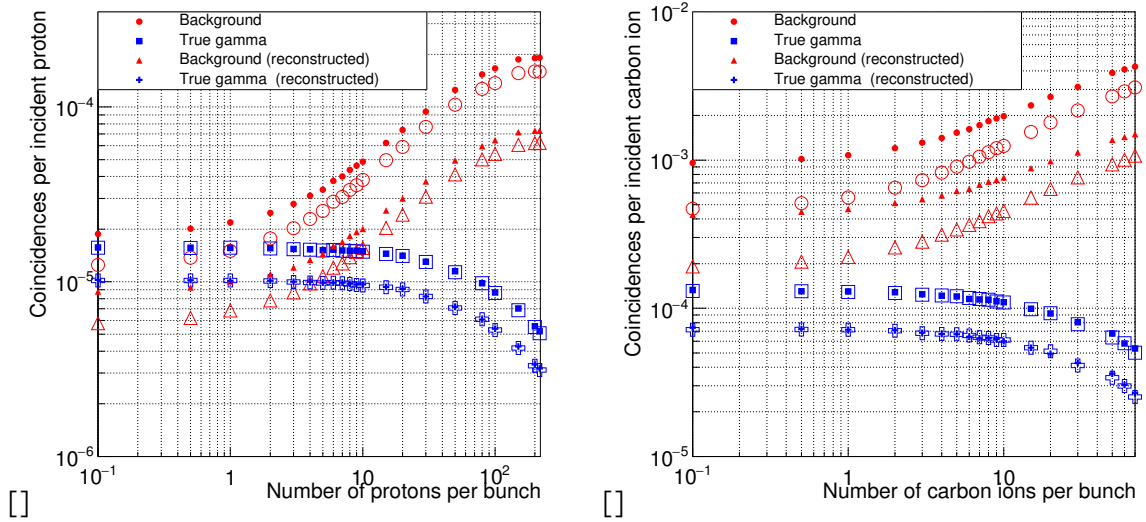 Coincidences per incident proton
10⁻⁴
10⁻⁵
10⁻⁶
Background
True gamma
Background (reconstructed)
True gamma (reconstructed)
10⁻¹ 1 10 10²
Number of protons per bunch
[]
Coincidences per incident carbon ion
10⁻²
10⁻³
10⁻⁴
10⁻⁵
Background
True gamma
Background (reconstructed)
True gamma (reconstructed)
10⁻¹ 1 10
Number of carbon ions per bunch
[]